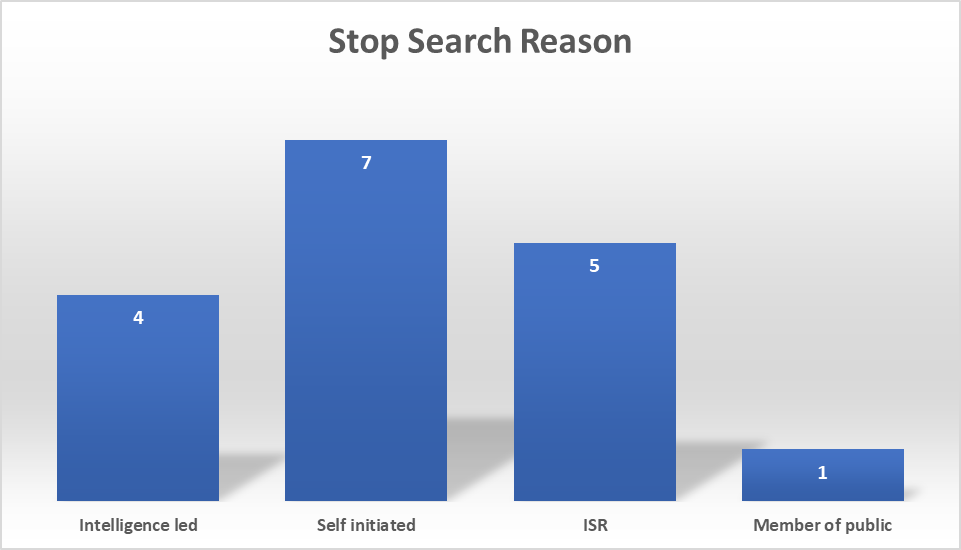 Stop Search Reason
4
7
5
1
Intelligence led
Self initiated
ISR
Member of public